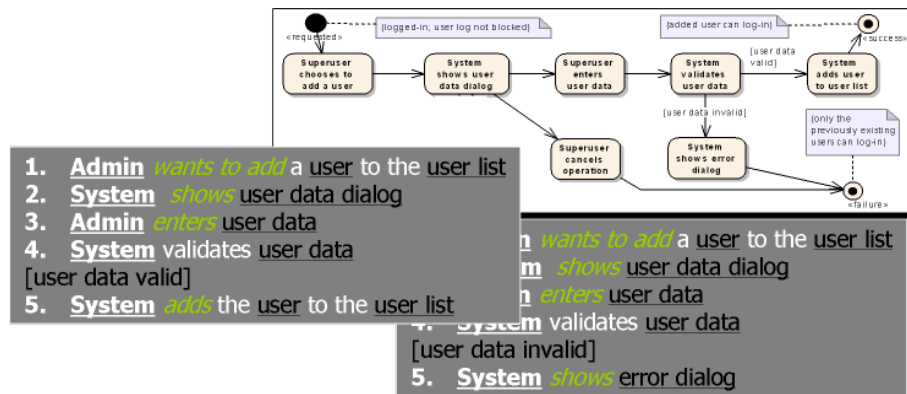 {logged-in; user log not blocked}
{added user can log-in}
«requested»
«success»
Superuser
chooses to
add a user
System
shows user
data dialog
Superuser
enters
user data
System
validates
user data
[user data
valid]
System
adds user
to user list
[user data invalid]
{only the
previously existing
users can log-in}
Superuser
cancels
operation
System
shows error
dialog
«failure»
1. Admin wants to add a user to the user list
2. System shows user data dialog
3. Admin enters user data
4. System validates user data
[user data valid]
5. System adds the user to the user list
wants to add a user to the user list
shows user data dialog
enters user data
4. System validates user data
[user data invalid]
5. System shows error dialog